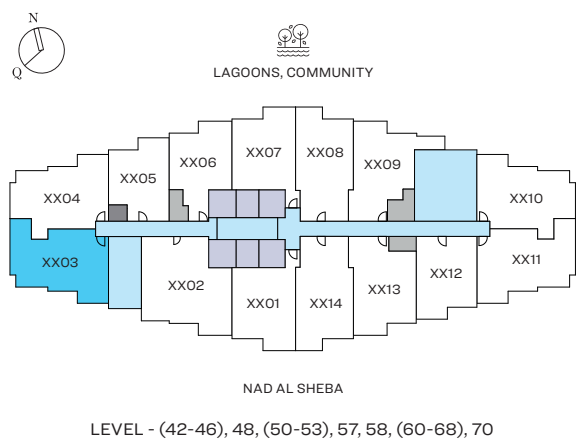 N
Q
LAGOONS, COMMUNITY
XX07
XX08
XX06
XX09
XX05
XX04
XX10
XX03
XX11
XX12
XX02
XX13
XX01
XX14
NAD AL SHEBA
LEVEL - (42-46), 48, (50-53), 57, 58, (60-68), 70